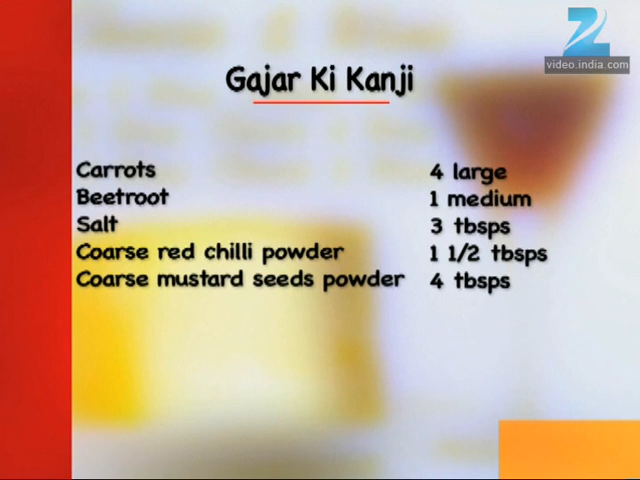 video.india.com
Gajar Ki Kanji
Carrots 4 large
Beetroot 1 medium
Salt 3 tbsps
Coarse red chilli powder 1 1/2 tbsps
Coarse mustard seeds powder 4 tbsps